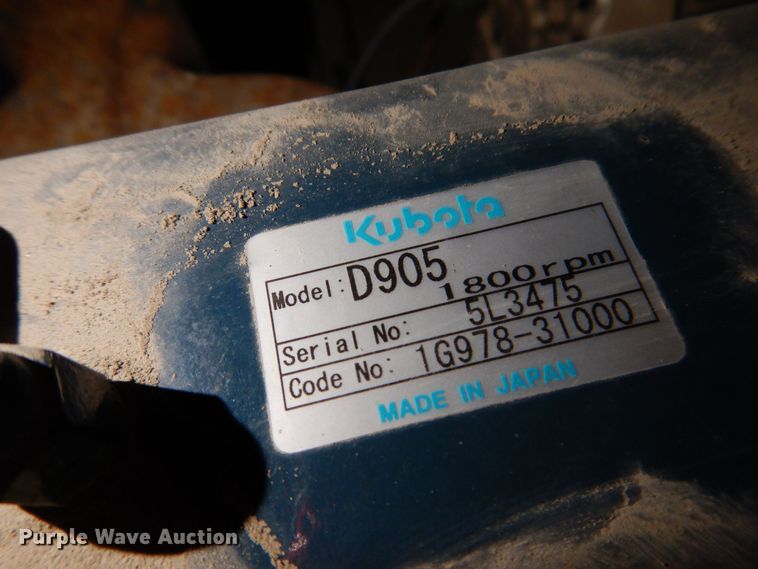 Kubota
Model: D905
1800rpm
Serial No: 5L3475
Code No: 1G978-31000
MADE IN JAPAN
Purple Wave Auction